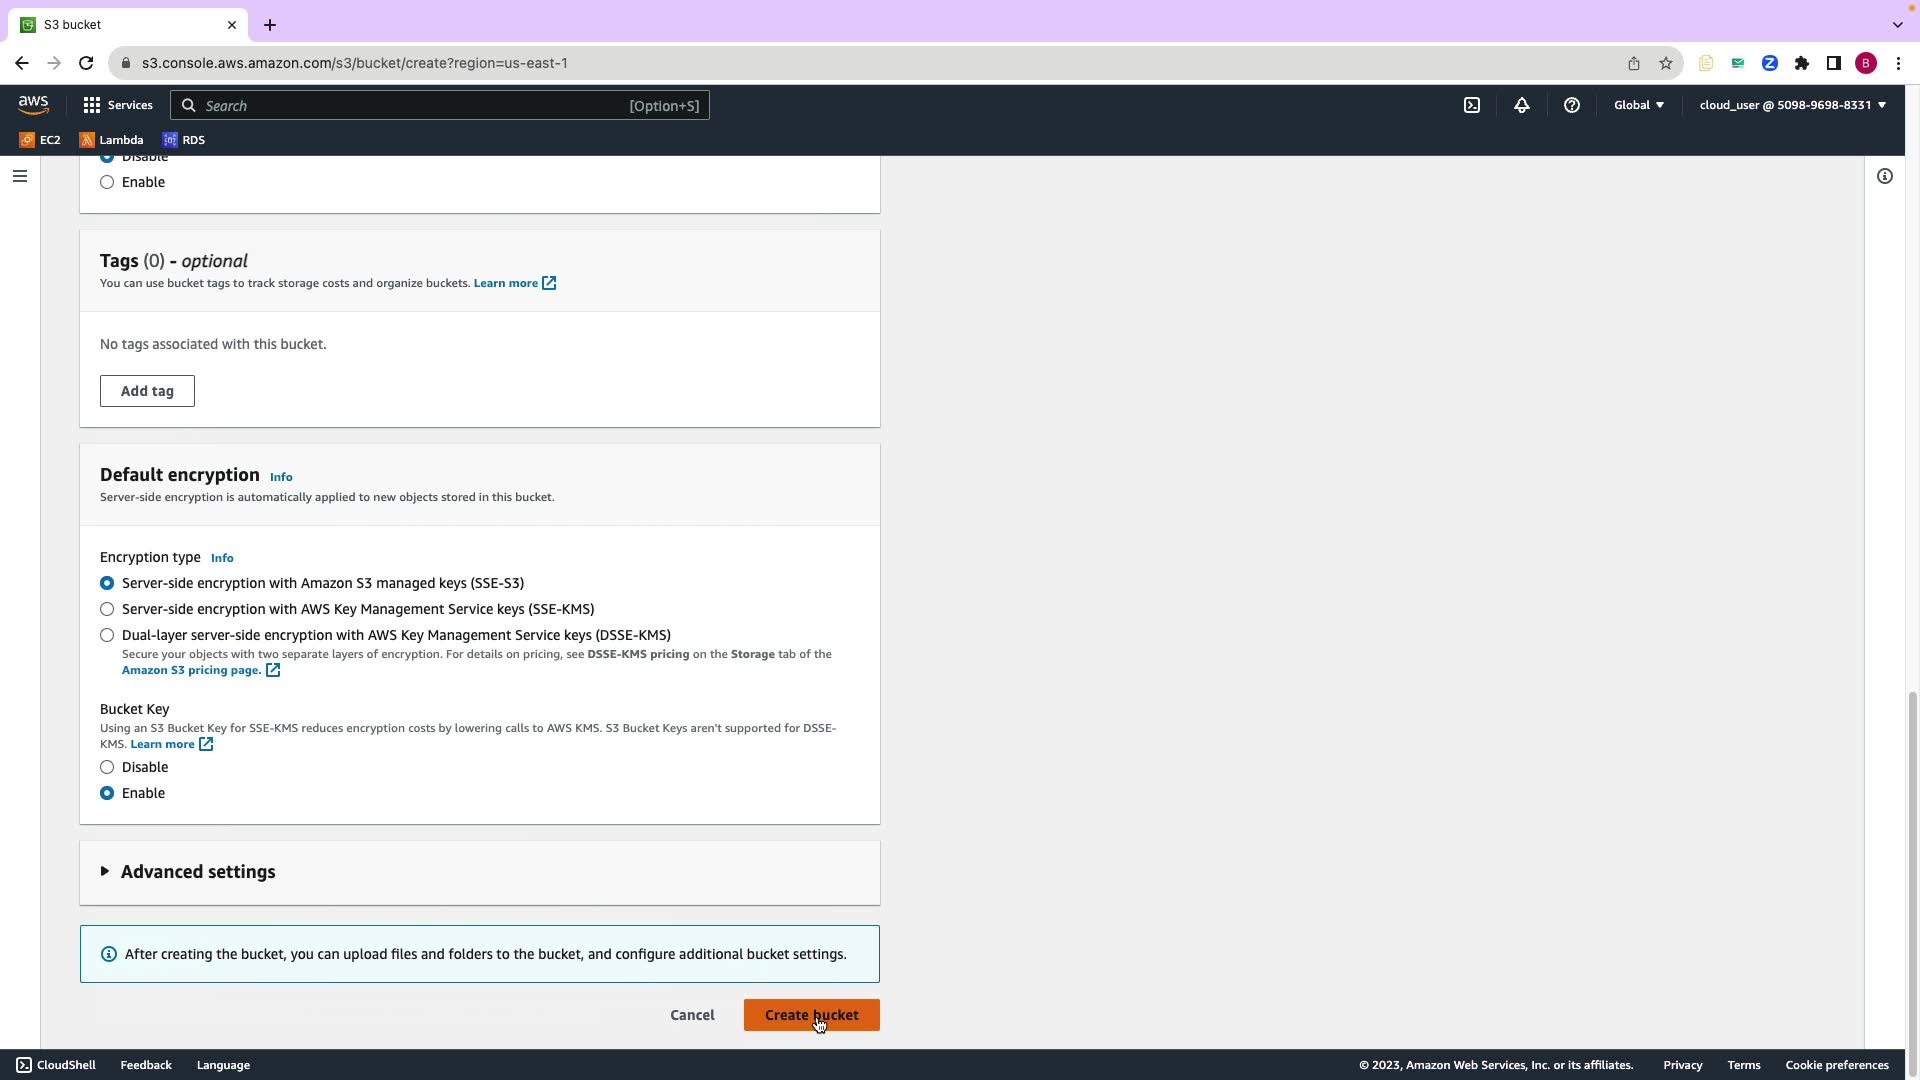 S3 bucket
s3.console.aws.amazon.com/s3/bucket/create?region=us-east-1
B
aws
Services
Search
[Option+S]
Global
cloud_user @ 5098-9698-8331
EC2
Lambda
RDS
Disable
Enable
Tags (0) - optional
You can use bucket tags to track storage costs and organize buckets. Learn more
No tags associated with this bucket.
Add tag
Default encryption Info
Server-side encryption is automatically applied to new objects stored in this bucket.
Encryption type Info
Server-side encryption with Amazon S3 managed keys (SSE-S3)
Server-side encryption with AWS Key Management Service keys (SSE-KMS)
Dual-layer server-side encryption with AWS Key Management Service keys (DSSE-KMS)
Secure your objects with two separate layers of encryption. For details on pricing, see DSSE-KMS pricing on the Storage tab of the
Amazon S3 pricing page.
Bucket Key
Using an S3 Bucket Key for SSE-KMS reduces encryption costs by lowering calls to AWS KMS. S3 Bucket Keys aren't supported for DSSE-
KMS. Learn more
Disable
Enable
Advanced settings
After creating the bucket, you can upload files and folders to the bucket, and configure additional bucket settings.
Cancel
Create bucket
CloudShell
Feedback
Language
© 2023, Amazon Web Services, Inc. or its affiliates.
Privacy
Terms
Cookie preferences